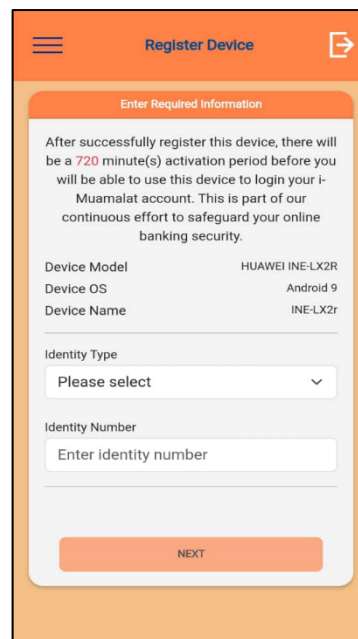 Register Device
Enter Required Information
After successfully register this device, there will
be a 720 minute(s) activation period before you
will be able to use this device to login your i-
Muamalat account. This is part of our
continuous effort to safeguard your online
banking security.
Device Model HUAWEI INE-LX2R
Device OS Android 9
Device Name INE-LX2r
Identity Type
Please select
Identity Number
Enter identity number
NEXT